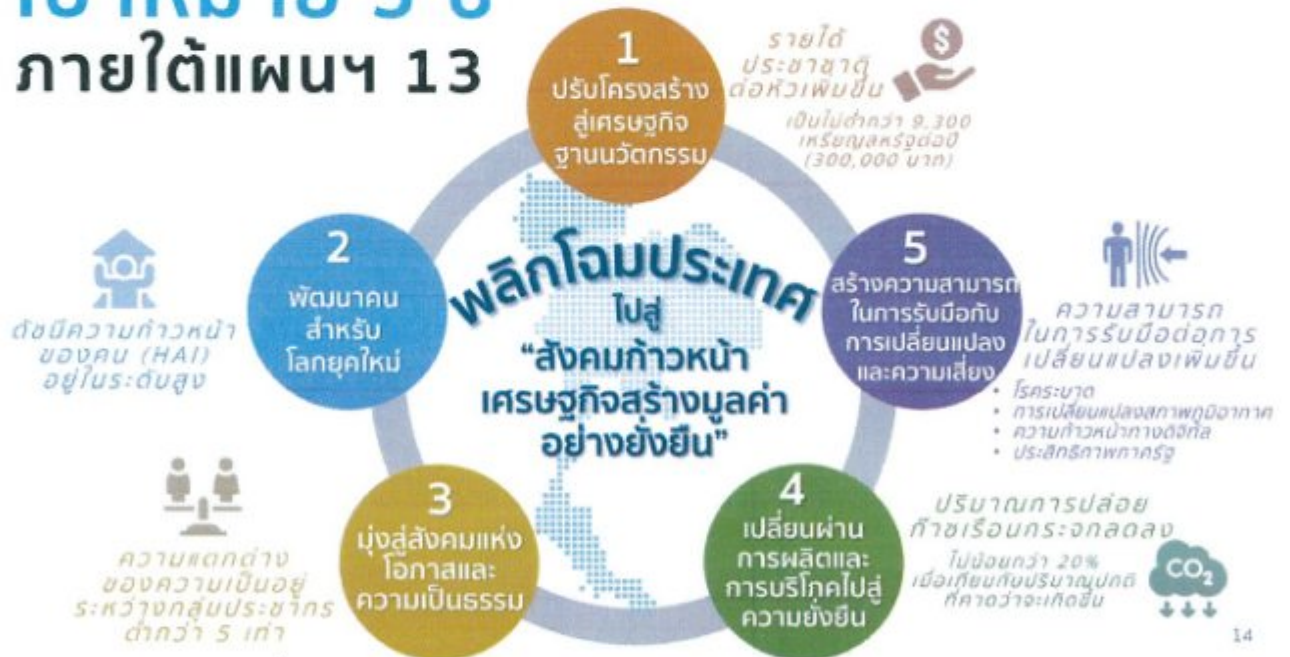 ภายใต้แผนฯ 13
1
ปรับโครงสร้าง
สู่เศรษฐกิจ
ฐานนวัตกรรม
รายได้
ประชาชาติ
ต่อหัวเพิ่มขึ้น
เป็นไม่ต่ำกว่า 9,300
เหรียญสหรัฐต่อปี
(300,000 บาท)
$
2
พัฒนาคน
สำหรับ
โลกยุคใหม่
ดัชนีความก้าวหน้า
ของคน (HAI)
อยู่ในระดับสูง
พลิกโฉมประเทศ
ไปสู่
“สังคมก้าวหน้า
เศรษฐกิจสร้างมูลค่า
อย่างยั่งยืน”
5
สร้างความสามารถ
ในการรับมือกับ
การเปลี่ยนแปลง
และความเสี่ยง
ความสามารถ
ในการรับมือต่อการ
เปลี่ยนแปลงเพิ่มขึ้น
• โรคระบาด
• การเปลี่ยนแปลงสภาพภูมิอากาศ
• ความก้าวหน้าทางดิจิทัล
• ประสิทธิภาพภาครัฐ
3
มุ่งสู่สังคมแห่ง
โอกาสและ
ความเป็นธรรม
ความแตกต่าง
ของความเป็นอยู่
ระหว่างกลุ่มประชากร
ต่ำกว่า 5 เท่า
4
เปลี่ยนผ่าน
การผลิตและ
การบริโภคไปสู่
ความยั่งยืน
ปริมาณการปล่อย
ก๊าซเรือนกระจกลดลง
ไม่น้อยกว่า 20%
เมื่อเทียบกับปริมาณปกติ
ที่คาดว่าจะเกิดขึ้น
CO2
14